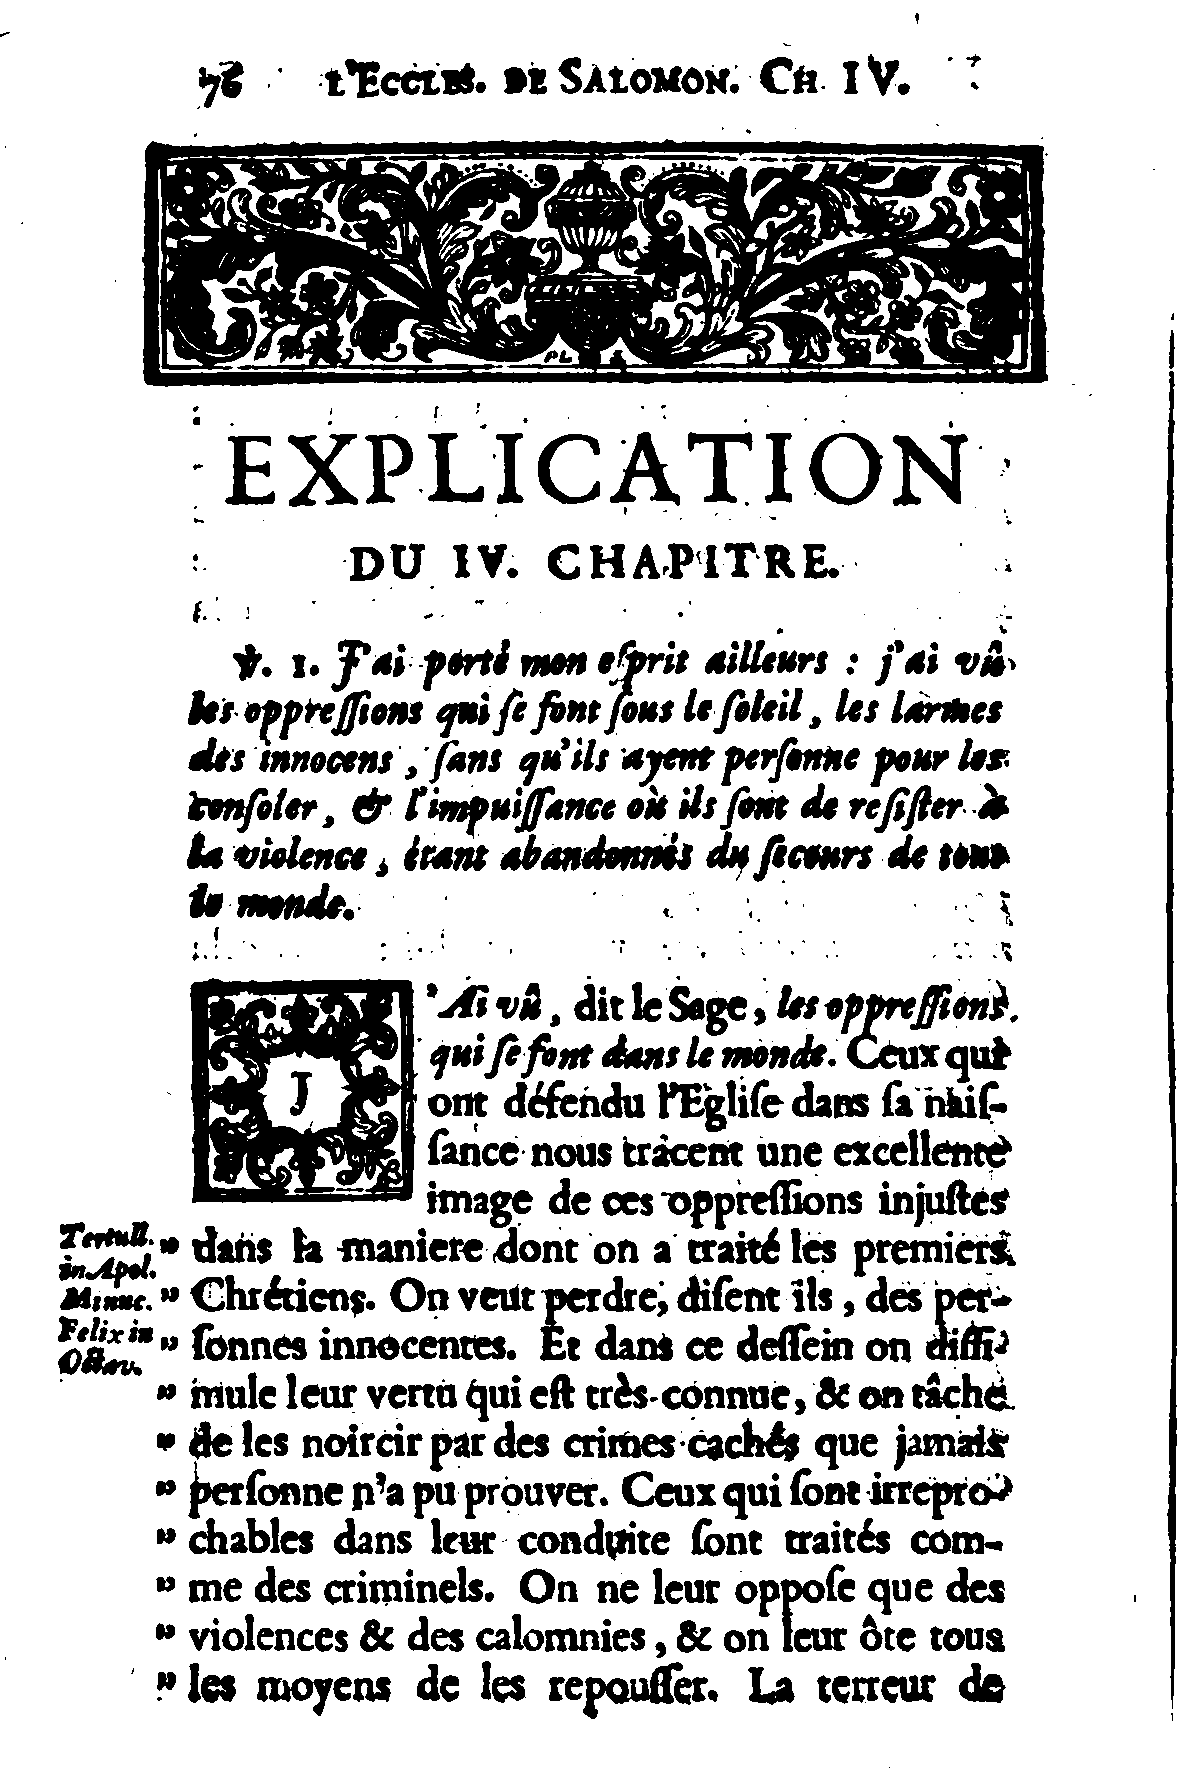 76 L'ECCLES. DE SALOMON. CH. IV.
EXPLICATION
DU IV. CHAPITRE.
℣. 1. J'ai porté mon eſprit ailleurs : j'ai vû
les oppreſſions qui ſe font ſous le ſoleil, les larmes
des innocens, ſans qu'ils ayent perſonne pour les
conſoler, & l'impuiſſance où ils ſont de reſiſter à
la violence, étant abandonnés du ſecours de tout
le monde.
J'Ai vû, dit le Sage, les oppreſſions
qui ſe font dans le monde. Ceux qui
ont défendu l'Egliſe dans ſa naiſ-
ſance nous tracent une excellente
image de ces oppreſſions injuſtes
Tertull.
in Apol.
Minuc.
Felix in
Octav.
" dans la maniere dont on a traité les premiers
" Chrétiens. On veut perdre, diſent ils, des per-
" ſonnes innocentes. Et dans ce deſſein on diſſi-
" mule leur vertu qui eſt très-connue, & on tâche
" de les noircir par des crimes cachés que jamais
" perſonne n'a pu prouver. Ceux qui ſont irrepro-
" chables dans leur conduite ſont traités com-
" me des criminels. On ne leur oppoſe que des
" violences & des calomnies, & on leur ôte tous
" les moyens de les repouſſer. La terreur de